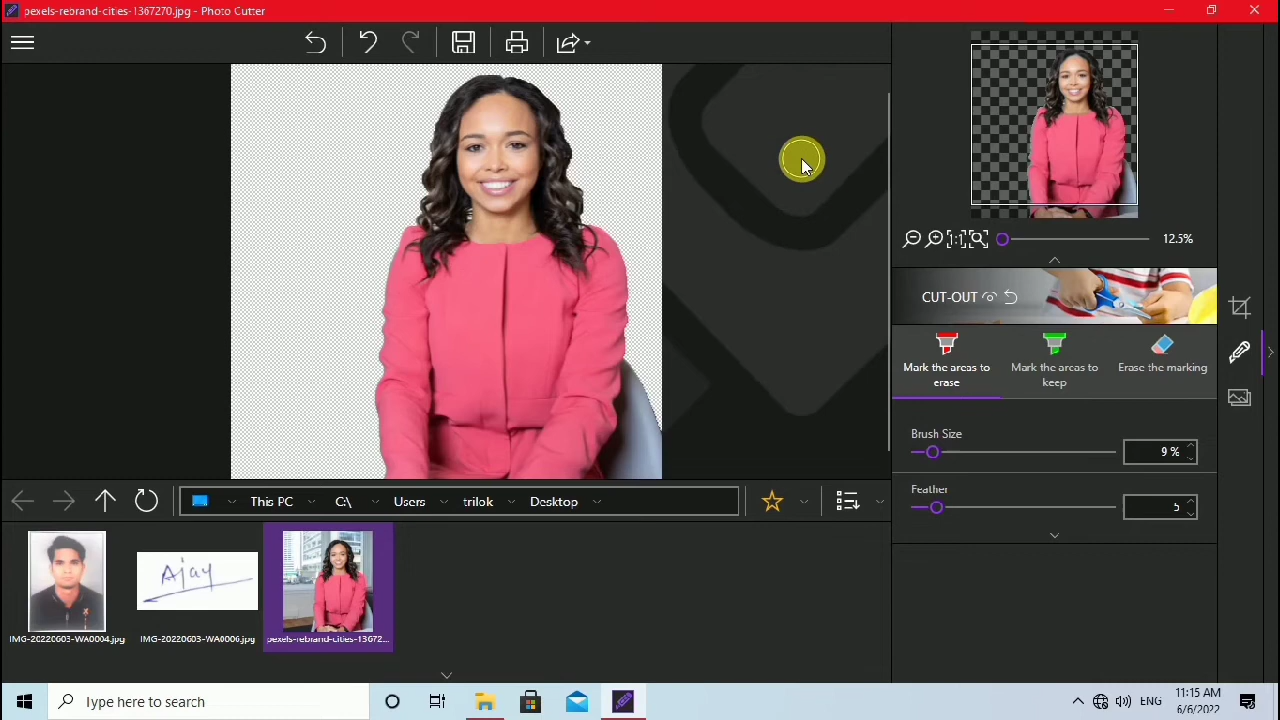 pexels-rebrand-cities-1367270.jpg - Photo Cutter
1:1
12.5%
CUT-OUT
Mark the areas to
erase
Mark the areas to
keep
Erase the marking
Brush Size
9 %
Feather
5
This PC
C:\
Users
trilok
Desktop
Ajay
IMG-20220603-WA0004.jpg
IMG-20220603-WA0006.jpg
pexels-rebrand-cities-13672...
Type here to search
ENG
11:15 AM
6/6/2022